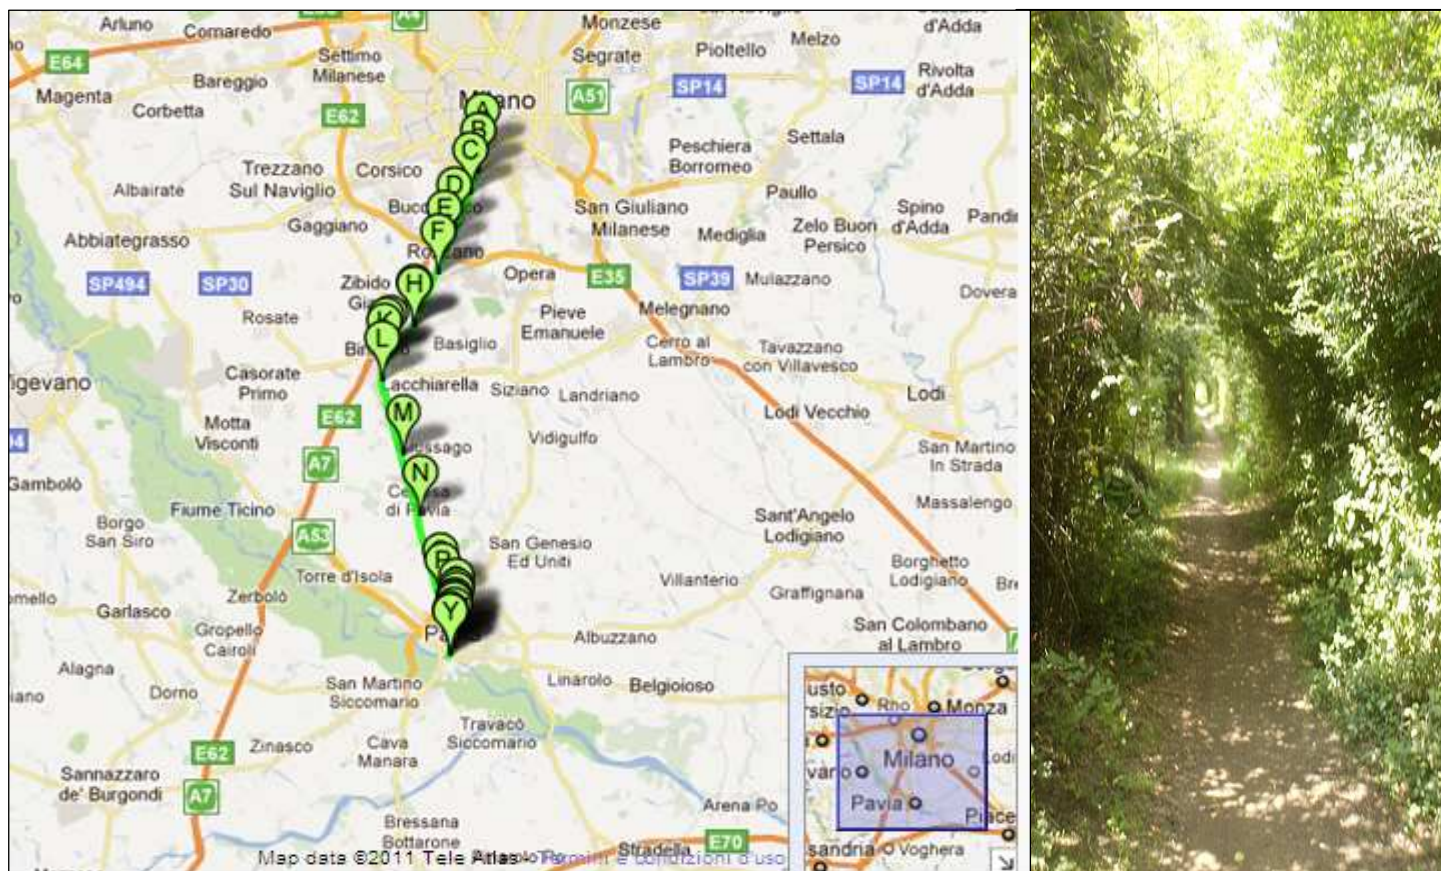 Arluno
Cornaredo
A4
Monzese
Melzo
d'Adda
E64
Settimo
Milanese
Segrate
Pioltello
Bareggio
Magenta
Corbetta
E62
A51
SP14
SP14
Rivolta
d'Adda
A
B
C
Peschiera
Borromeo
Settala
Trezzano
Sul Naviglio
Corsico
D
Albairate
Paullo
E
Gaggiano
San Giuliano
Milanese
Spino
d'Adda
Mediglia
Zelo Buon
Persico
F
Abbiategrasso
SP494
SP30
Zibido
H
Opera
E35
SP39
Mulazzano
Dovera
Rosate
K
Pieve
Emanuele
Melegnano
L
Basiglio
Cerro al
Lambro
Tavazzano
con Villavesco
Casorate
Primo
Siziano
Landriano
Lodi
E62
M
Motta
Visconti
Lodi Vecchio
Vidigulfo
San Martino
In Strada
A7
N
Gambolò
Fiume Ticino
di Pavia
Massalengo
Borgo
San Siro
A53
San Genesio
Ed Uniti
Sant'Angelo
Lodigiano
P
Torre d'Isola
Villanterio
Borghetto
Lodigiano
Graffignana
Zerbolò
Garlasco
Y
Gropello
Cairoli
Albuzzano
San Colombano
al Lambro
Alagna
Dorno
San Martino
Siccomario
Linarolo
Belgioioso
Travacò
Siccomario
E62
Zinasco
Cava
Manara
Sannazzaro
de' Burgondi
A7
Arena Po
Bressana
Bottarone
Stradella
E70
Map data ©2011 Tele Atlas - Termini e condizioni d'uso
Rho
Monza
Milano
Pavia
Voghera